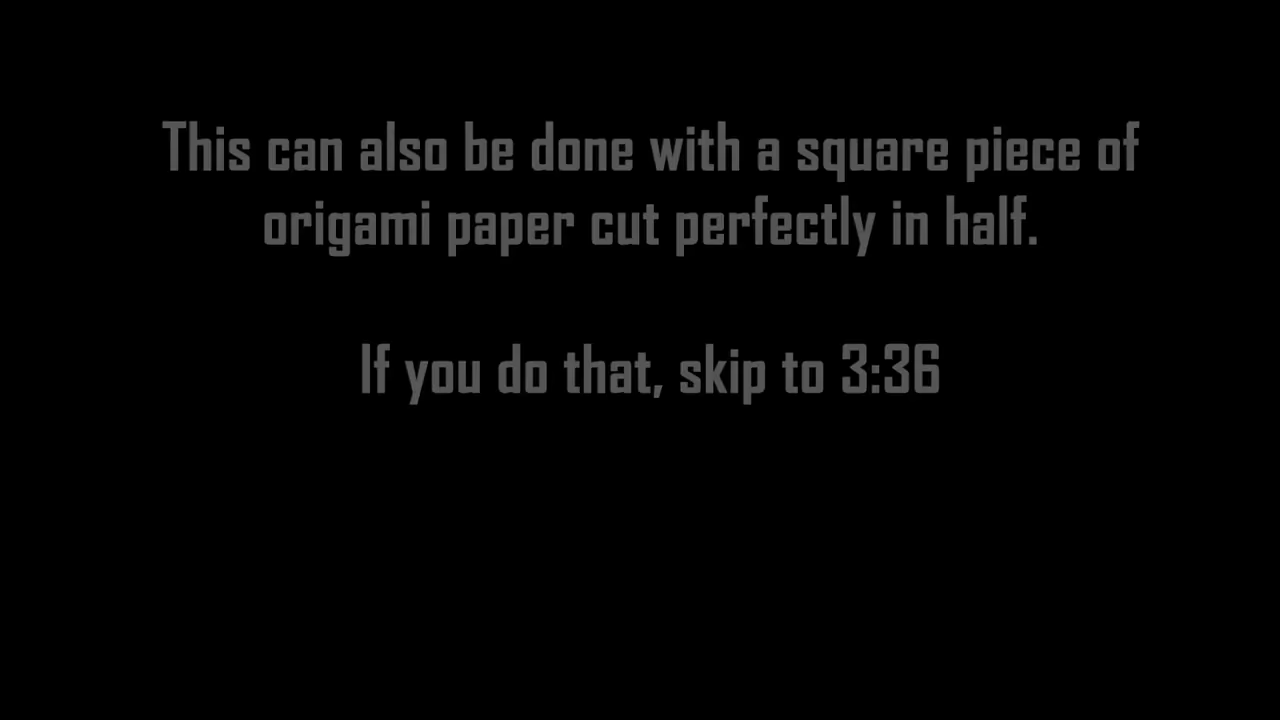 This can also be done with a square piece of
origami paper cut perfectly in half.
If you do that, skip to 3:36